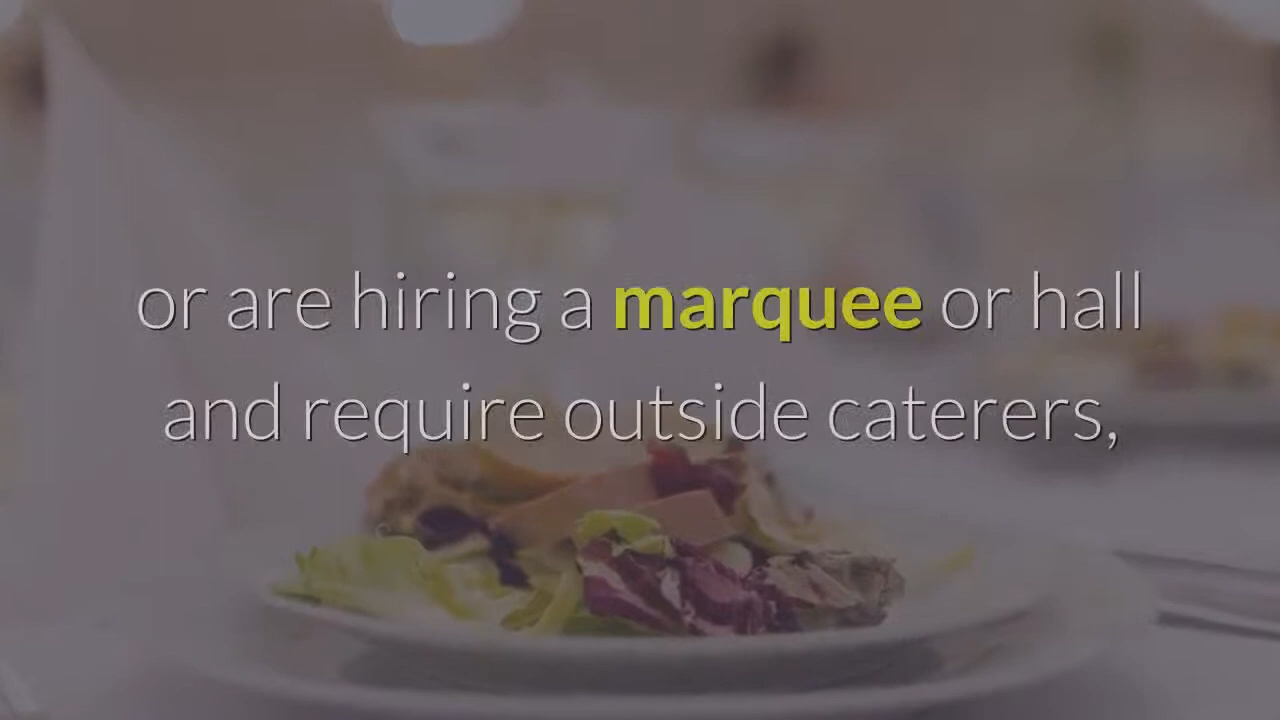 or are hiring a marquee or hall
and require outside caterers,